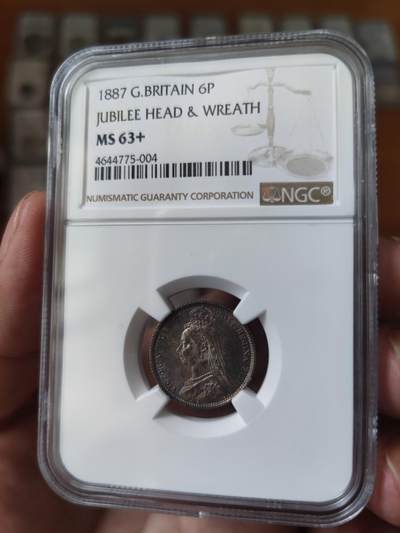 1887 G.BRITAIN 6P
JUBILEE HEAD & WREATH
MS 63+
4644775-004
NUMISMATIC GUARANTY CORPORATION
NGC®